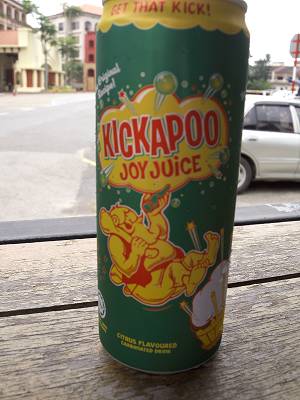 GET THAT KICK!
Original
Recipe!
KICKAPOO
JOY JUICE
CITRUS FLAVOURED
CARBONATED DRINK